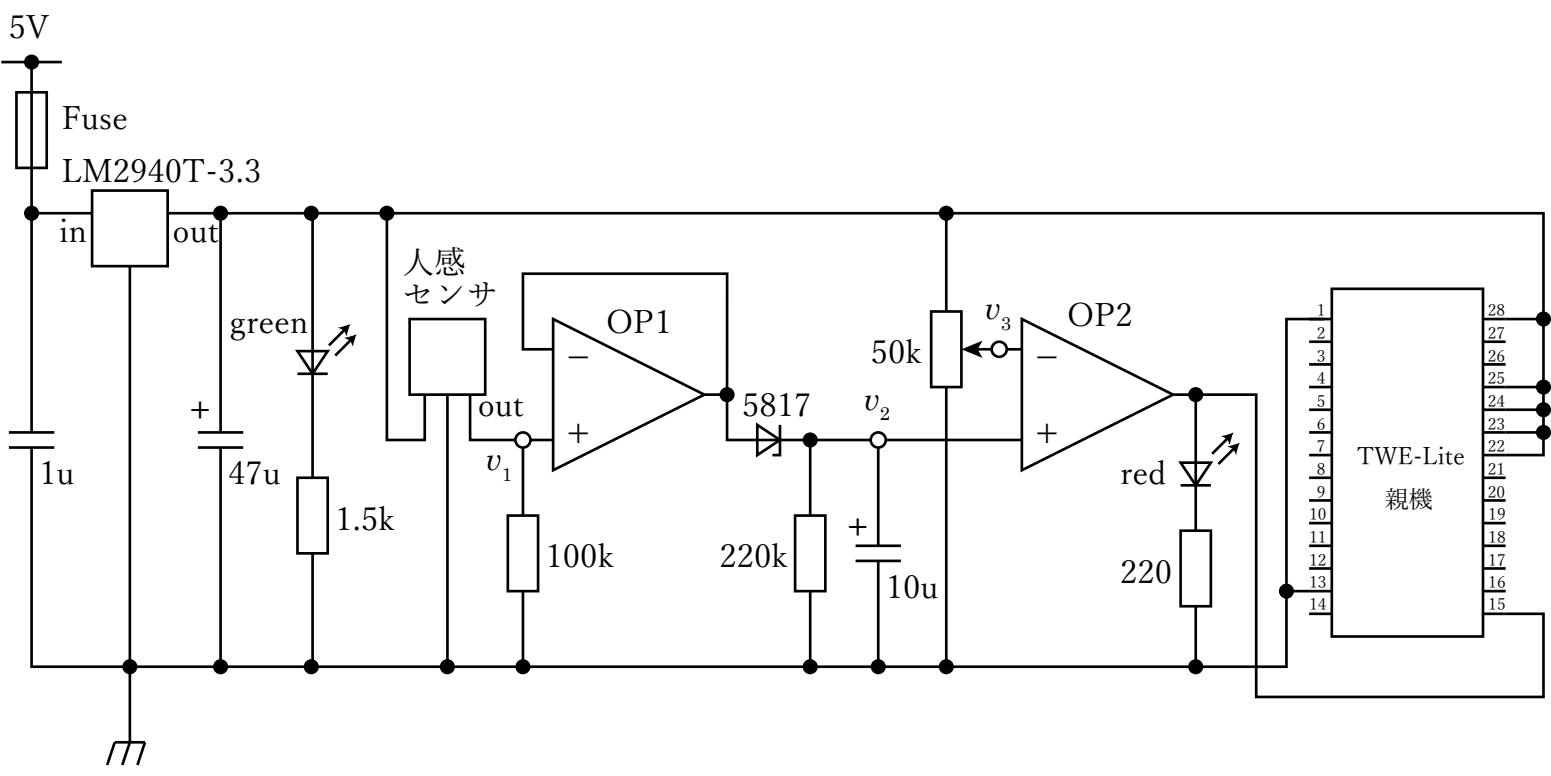 5V
Fuse
LM2940T-3.3
in
out
1u
+
47u
green
1.5k
人感
センサ
out
v1
100k
OP1
−
+
5817
220k
v2
+
10u
50k
v3
OP2
−
+
red
220
TWE-Lite
親機
1
2
3
4
5
6
7
8
9
10
11
12
13
14
28
27
26
25
24
23
22
21
20
19
18
17
16
15